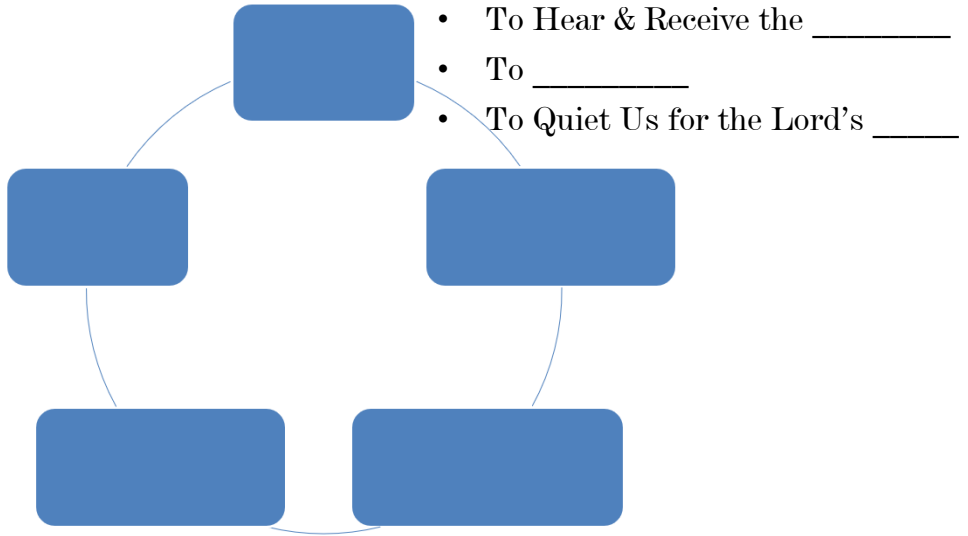 • To Hear & Receive the ________
• To _________
• To Quiet Us for the Lord’s _____